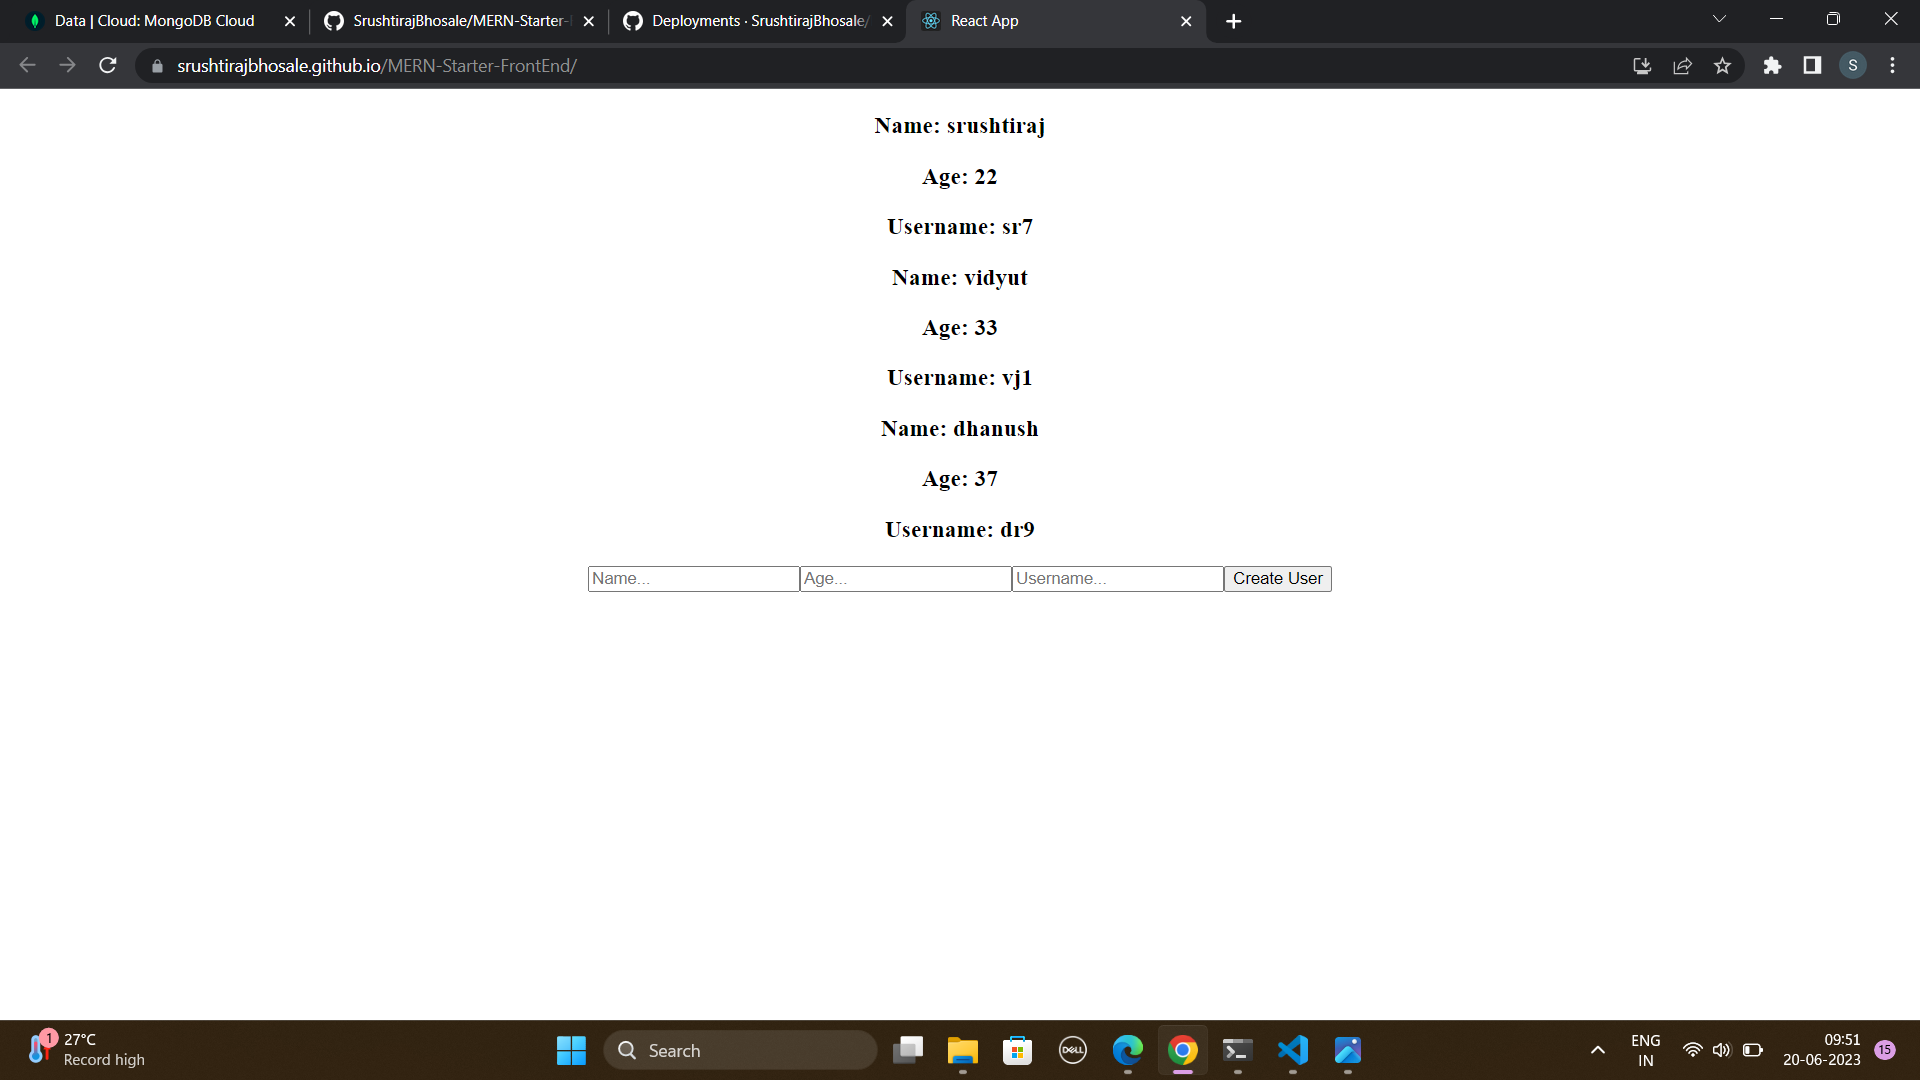 Data | Cloud: MongoDB Cloud
SrushtirajBhosale/MERN-Starter-
Deployments · SrushtirajBhosale/
React App
srushtirajbhosale.github.io/MERN-Starter-FrontEnd/
S
Name: srushtiraj
Age: 22
Username: sr7
Name: vidyut
Age: 33
Username: vj1
Name: dhanush
Age: 37
Username: dr9
Name... Age... Username... Create User
1
27°C
Record high
Search
DELL
ENG
IN
09:51
20-06-2023
15